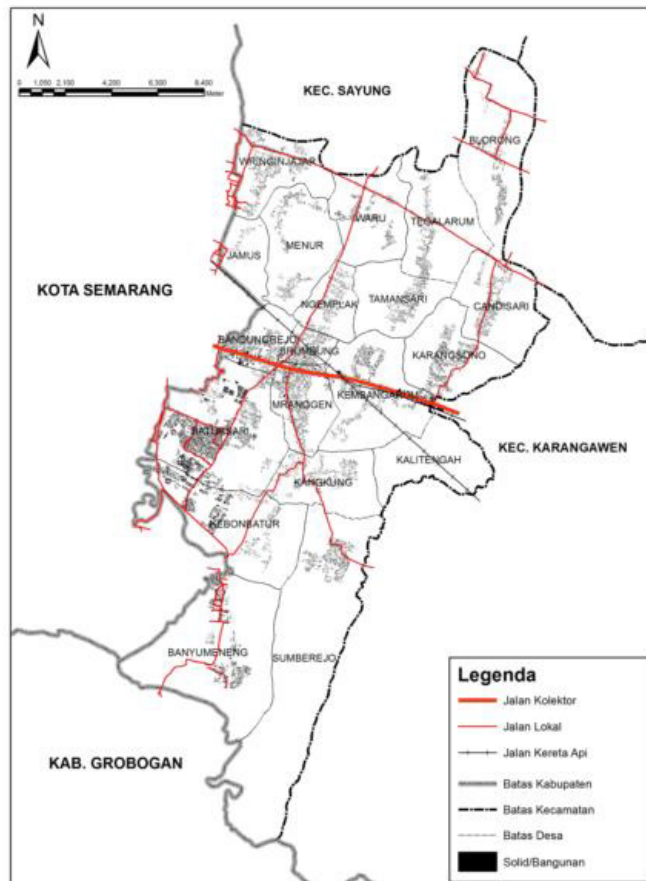 N
0 1,050 2,100 4,200 6,300 8,400
Meter
KEC. SAYUNG
BLORONG
WRINGINJAJAR
WARU
TEGALARUM
JAMUS
MENUR
KOTA SEMARANG
NGEMPLAK
TAMANSARI
CANDISARI
BANDUNGREJO
BRUMBUNG
KARANGSONO
KEMBANGARUM
MRANGGEN
BATURSARI
KEC. KARANGAWEN
KALITENGAH
KANGKUNG
KEBONBATUR
BANYUMENENG
SUMBEREJO
KAB. GROBOGAN
Legenda
Jalan Kolektor
Jalan Lokal
Jalan Kereta Api
Batas Kabupaten
Batas Kecamatan
Batas Desa
Solid/Bangunan